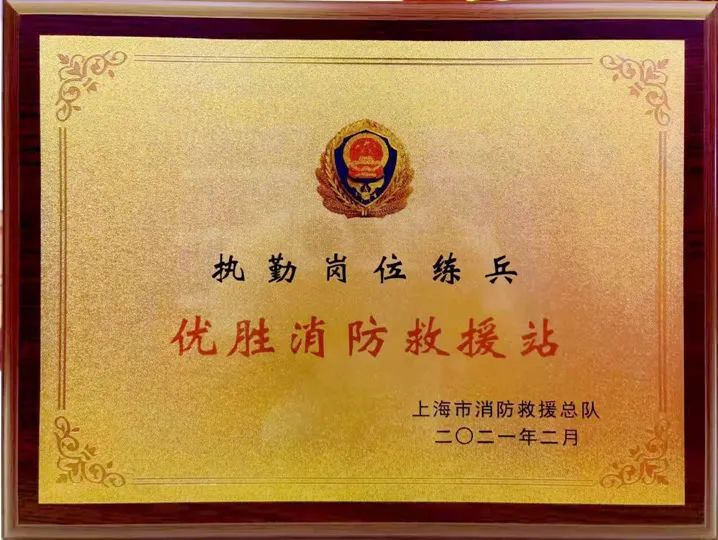 执勤岗位练兵
优胜消防救援站
上海市消防救援总队
二〇二一年二月